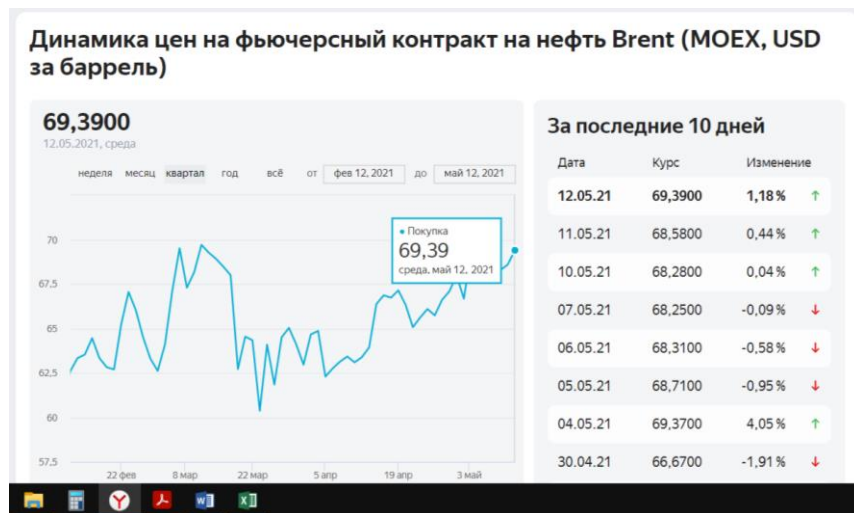 Динамика цен на фьючерсный контракт на нефть Brent (MOEX, USD
за баррель)
69,3900
12.05.2021, среда
неделя месяц квартал год всё от фев 12, 2021 до май 12, 2021
70
67,5
65
62,5
60
57,5
22 фев 8 мар 22 мар 5 апр 19 апр 3 май
• Покупка
69,39
среда, май 12, 2021
За последние 10 дней
Дата Курс Изменение
12.05.21 69,3900 1,18 % ↑
11.05.21 68,5800 0,44 % ↑
10.05.21 68,2800 0,04 % ↑
07.05.21 68,2500 -0,09 % ↓
06.05.21 68,3100 -0,58 % ↓
05.05.21 68,7100 -0,95 % ↓
04.05.21 69,3700 4,05 % ↑
30.04.21 66,6700 -1,91 % ↓